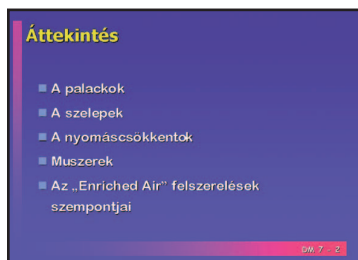 Áttekintés
A palackok
A szelepek
A nyomáscsökkentok
Muszerek
Az „Enriched Air” felszerelések
szempontjai
DM 7 - 2